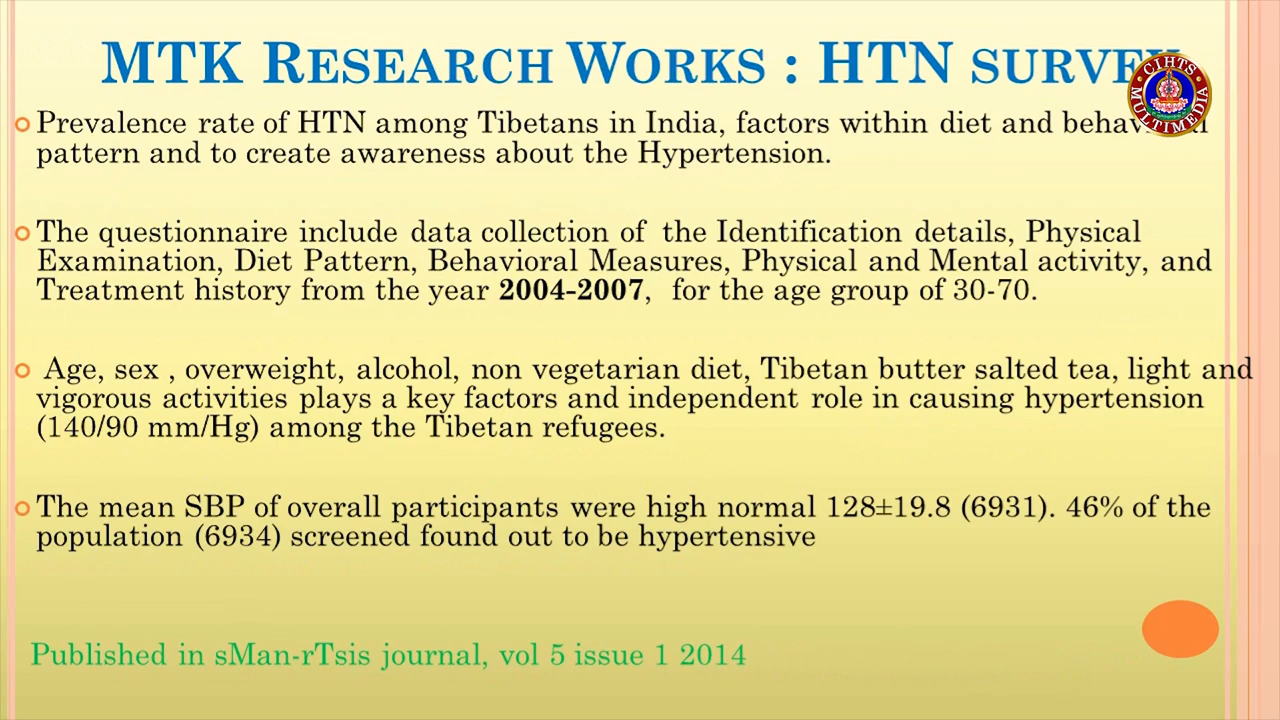 MTK RESEARCH WORKS : HTN SURVEY
Prevalence rate of HTN among Tibetans in India, factors within diet and
pattern and to create awareness about the Hypertension.
The questionnaire include data collection of the Identification details, Physical
Examination, Diet Pattern, Behavioral Measures, Physical and Mental activity, and
Treatment history from the year 2004-2007, for the age group of 30-70.
Age, sex , overweight, alcohol, non vegetarian diet, Tibetan butter salted tea, light and
vigorous activities plays a key factors and independent role in causing hypertension
(140/90 mm/Hg) among the Tibetan refugees.
The mean SBP of overall participants were high normal 128±19.8 (6931). 46% of the
population (6934) screened found out to be hypertensive
Published in sMan-rTsis journal, vol 5 issue 1 2014
CIHTS
MULTIMEDIA